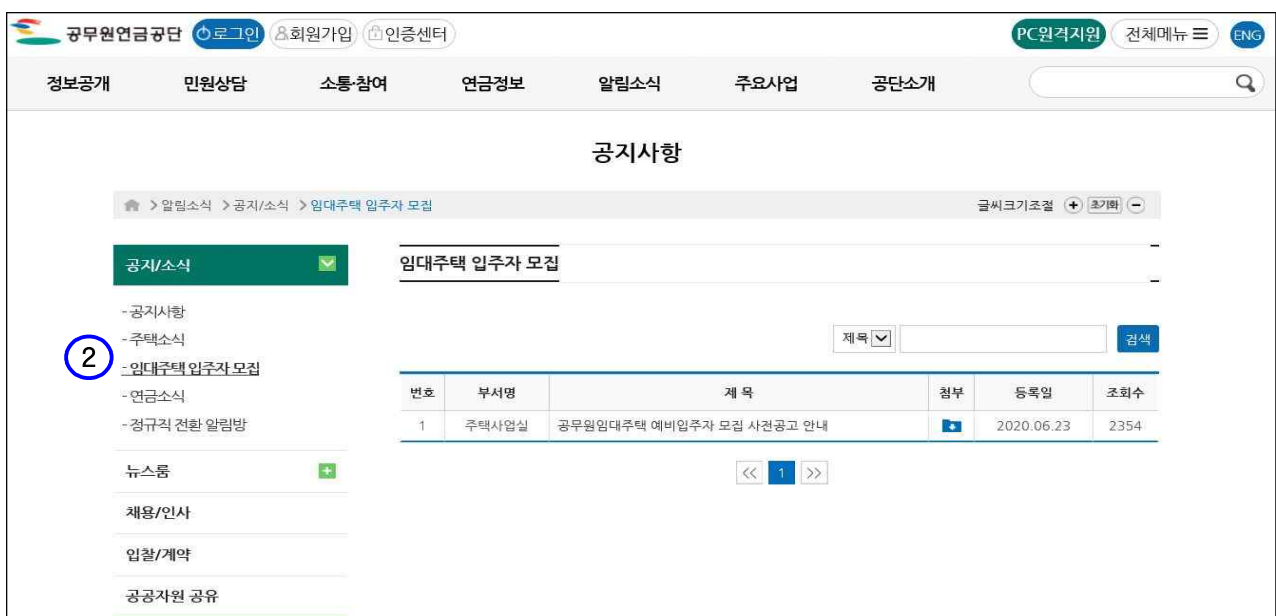 공무원연금공단 로그인 회원가입 인증센터 PC원격지원 전체메뉴 ENG
정보공개 민원상담 소통·참여 연금정보 알림소식 주요사업 공단소개
공지사항
>알림소식 >공지/소식 >임대주택 입주자 모집 글씨크기조절 + 초기화 -
공지/소식
임대주택 입주자 모집
- 공지사항
- 주택소식
② - 임대주택 입주자 모집
- 연금소식
- 정규직 전환 알림방
제목 검색
번호 부서명 제 목 첨부 등록일 조회수
1 주택사업실 공무원임대주택 예비입주자 모집 사전공고 안내 2020.06.23 2354
<< 1 >>
뉴스룸 +
채용/인사
입찰/계약
공공자원 공유